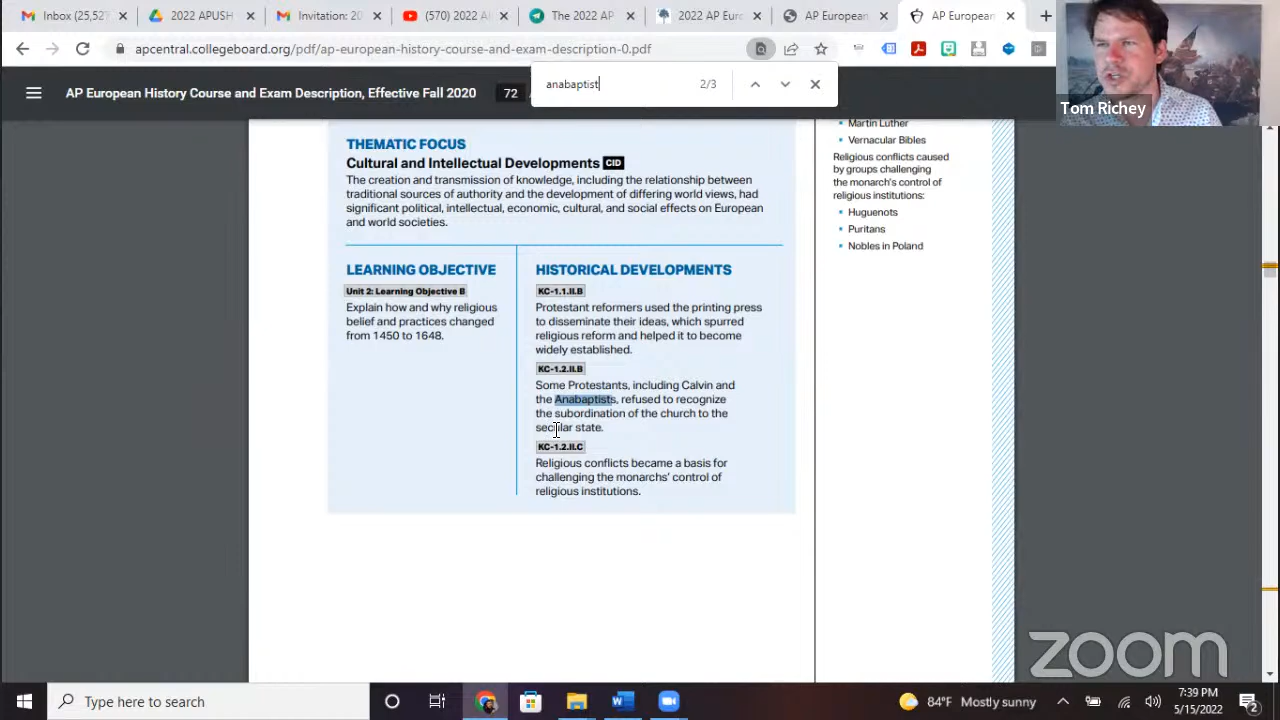 Inbox (25,52
2022 APUSH
Invitation: 20
(570) 2022 A
The 2022 AP
2022 AP Eur
AP European
AP European
apcentral.collegeboard.org/pdf/ap-european-history-course-and-exam-description-0.pdf
anabaptist
2/3
AP European History Course and Exam Description, Effective Fall 2020
72
Tom Richey
THEMATIC FOCUS
Cultural and Intellectual Developments CID
The creation and transmission of knowledge, including the relationship between
traditional sources of authority and the development of differing world views, had
significant political, intellectual, economic, cultural, and social effects on European
and world societies.
LEARNING OBJECTIVE
Unit 2: Learning Objective B
Explain how and why religious
belief and practices changed
from 1450 to 1648.
HISTORICAL DEVELOPMENTS
KC-1.1.II.B
Protestant reformers used the printing press
to disseminate their ideas, which spurred
religious reform and helped it to become
widely established.
KC-1.2.II.B
Some Protestants, including Calvin and
the Anabaptists, refused to recognize
the subordination of the church to the
secular state.
KC-1.2.II.C
Religious conflicts became a basis for
challenging the monarchs' control of
religious institutions.
Martin Luther
Vernacular Bibles
Religious conflicts caused
by groups challenging
the monarch's control of
religious institutions:
Huguenots
Puritans
Nobles in Poland
zoom
Type here to search
84°F Mostly sunny
7:39 PM
5/15/2022
2